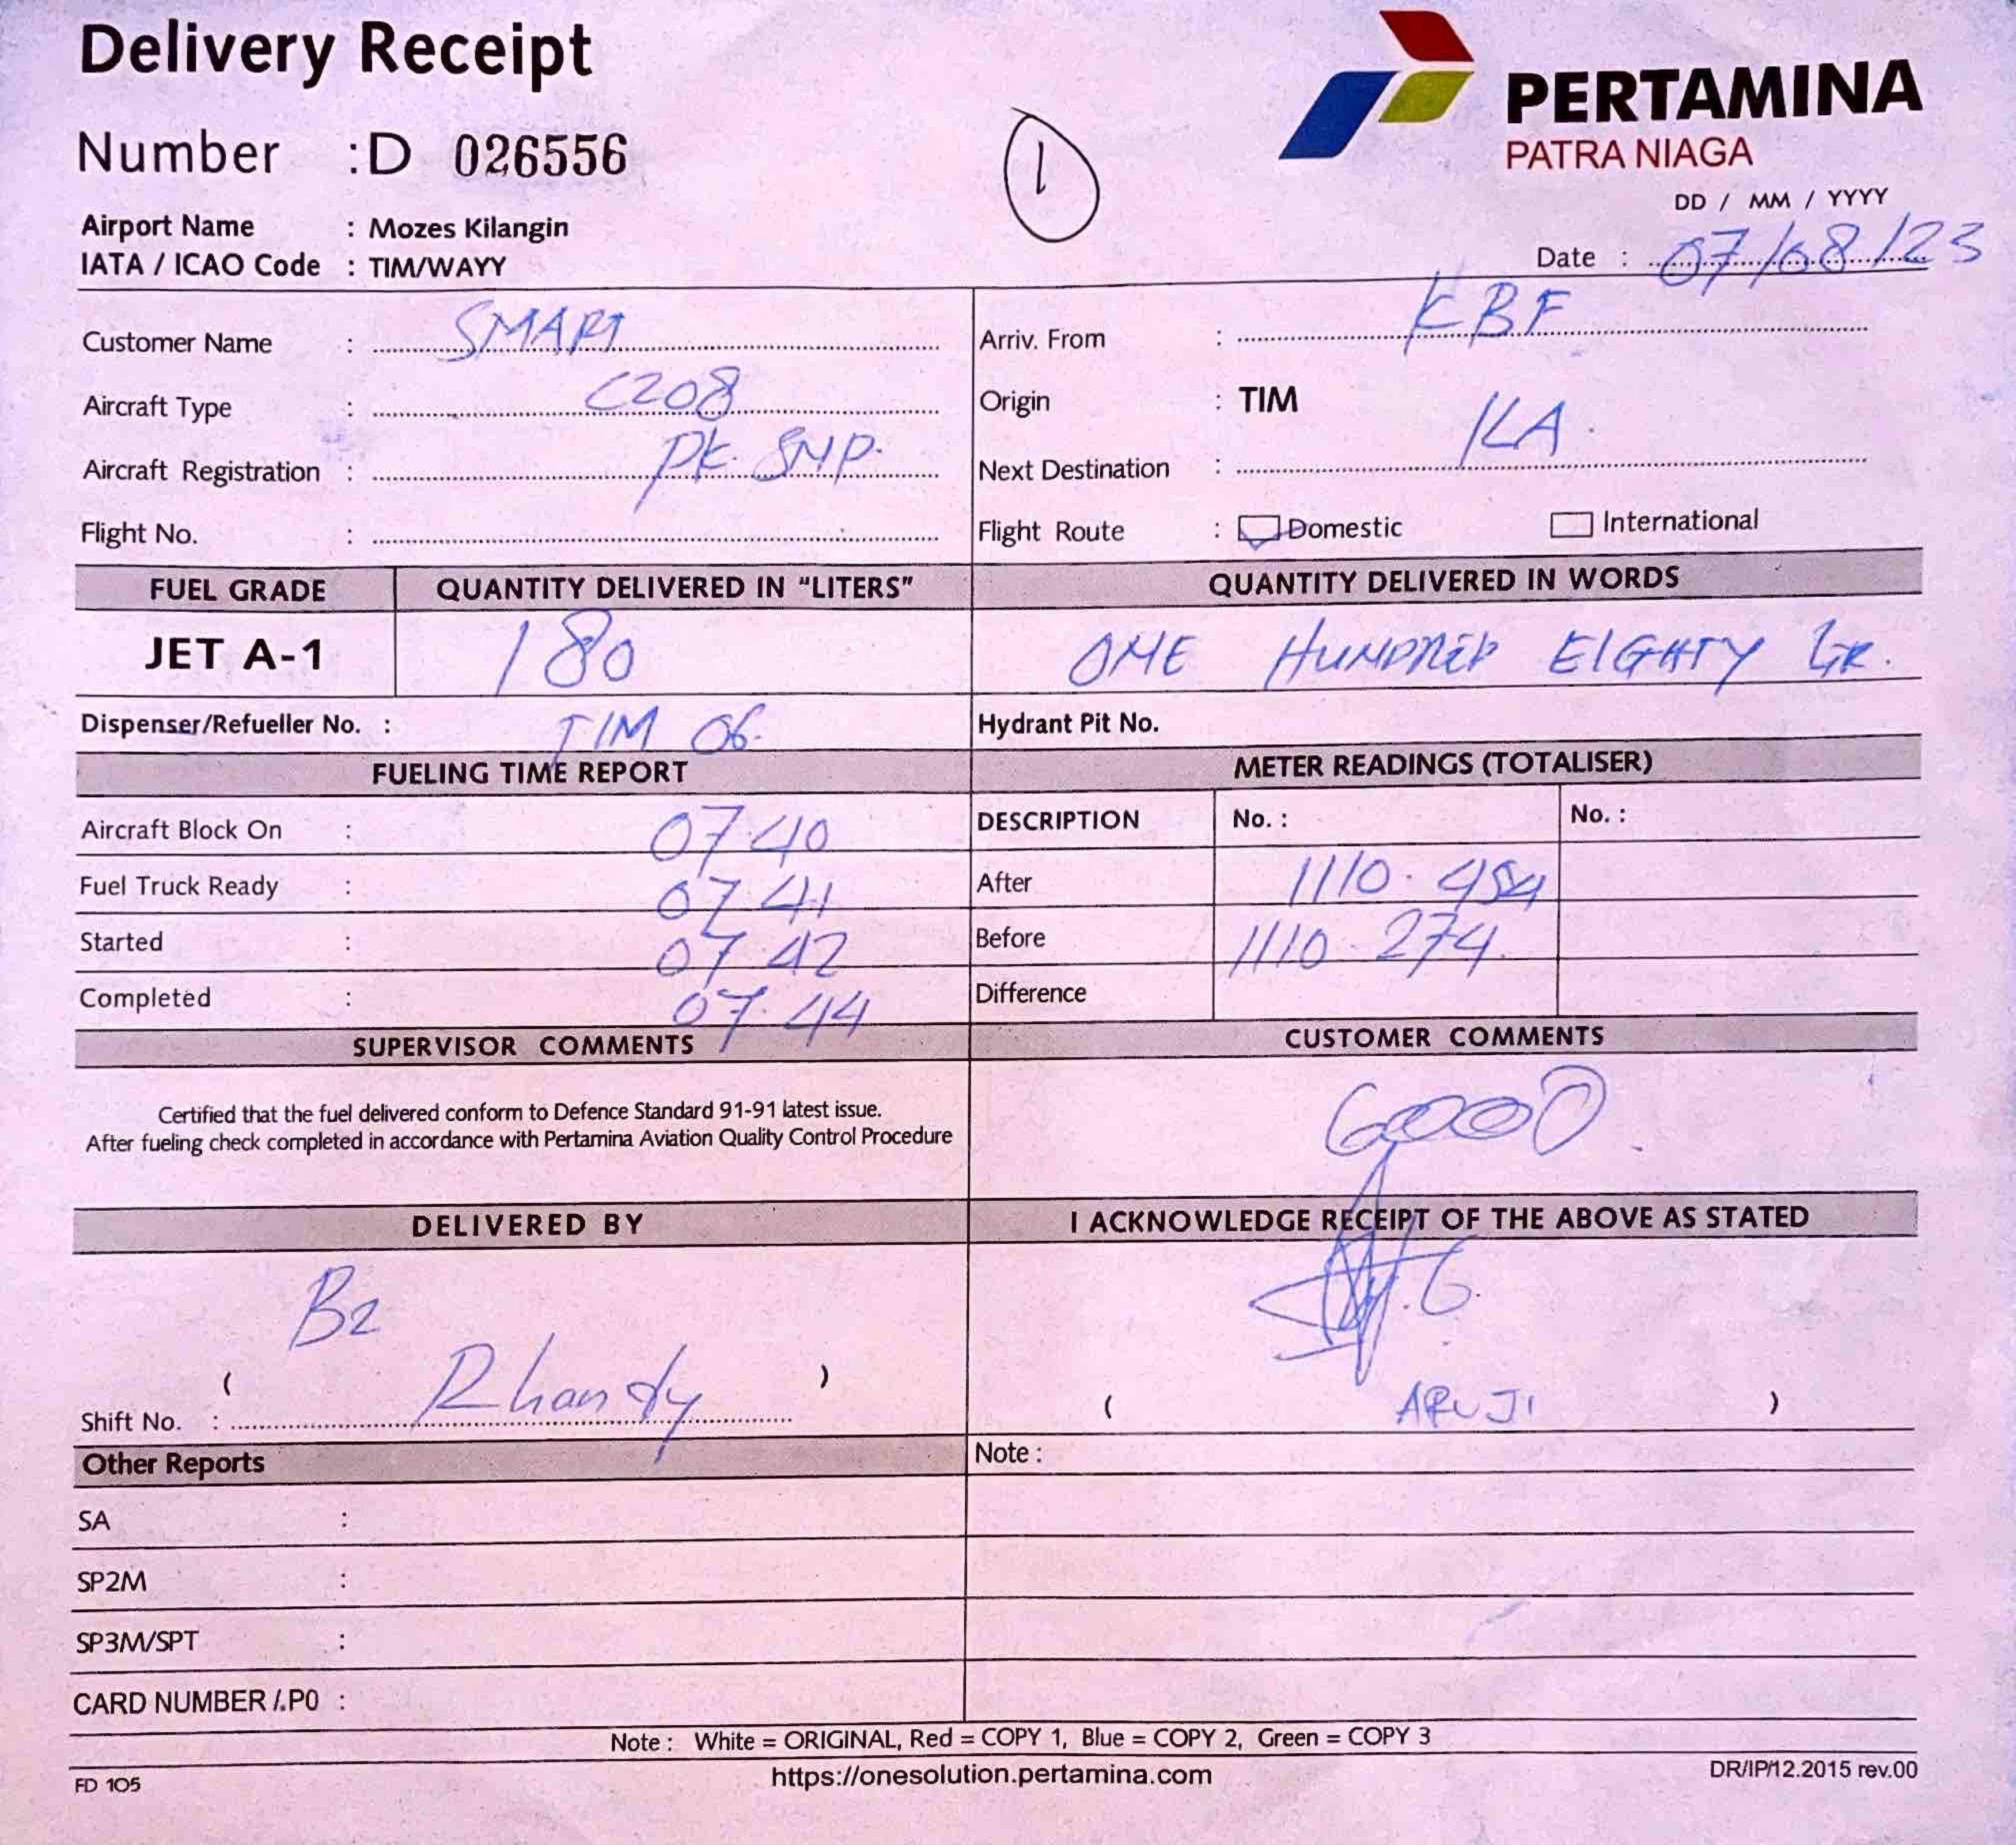 Delivery Receipt
PERTAMINA
PATRA NIAGA
Number : D 026556
1
DD / MM / YYYY
Airport Name : Mozes Kilangin
Date : 07/08/23
IATA / ICAO Code : TIM/WAYY
Customer Name : SMART
Arriv. From : KBF
Aircraft Type : C208
Origin : TIM
Aircraft Registration : PK. SNP.
Next Destination : ILA.
Flight No. :
Flight Route : Domestic International
FUEL GRADE QUANTITY DELIVERED IN "LITERS" QUANTITY DELIVERED IN WORDS
JET A-1 180 ONE HUNDRED EIGHTY LTR.
Dispenser/Refueller No. : TIM 06.
Hydrant Pit No.
FUELING TIME REPORT METER READINGS (TOTALISER)
Aircraft Block On : 07.40
DESCRIPTION No. : No. :
Fuel Truck Ready : 07.41
After 1110.454
Started : 07.42
Before 1110.274.
Completed : 07.44
Difference
SUPERVISOR COMMENTS CUSTOMER COMMENTS
Certified that the fuel delivered conform to Defence Standard 91-91 latest issue.
After fueling check completed in accordance with Pertamina Aviation Quality Control Procedure
GOOD.
DELIVERED BY I ACKNOWLEDGE RECEIPT OF THE ABOVE AS STATED
B2
( Rhandy )
Shift No. :
( ARUJI )
Other Reports
Note :
SA :
SP2M :
SP3M/SPT :
CARD NUMBER /.PO :
Note : White = ORIGINAL, Red = COPY 1, Blue = COPY 2, Green = COPY 3
FD 105
https://onesolution.pertamina.com
DR/IP/12.2015 rev.00